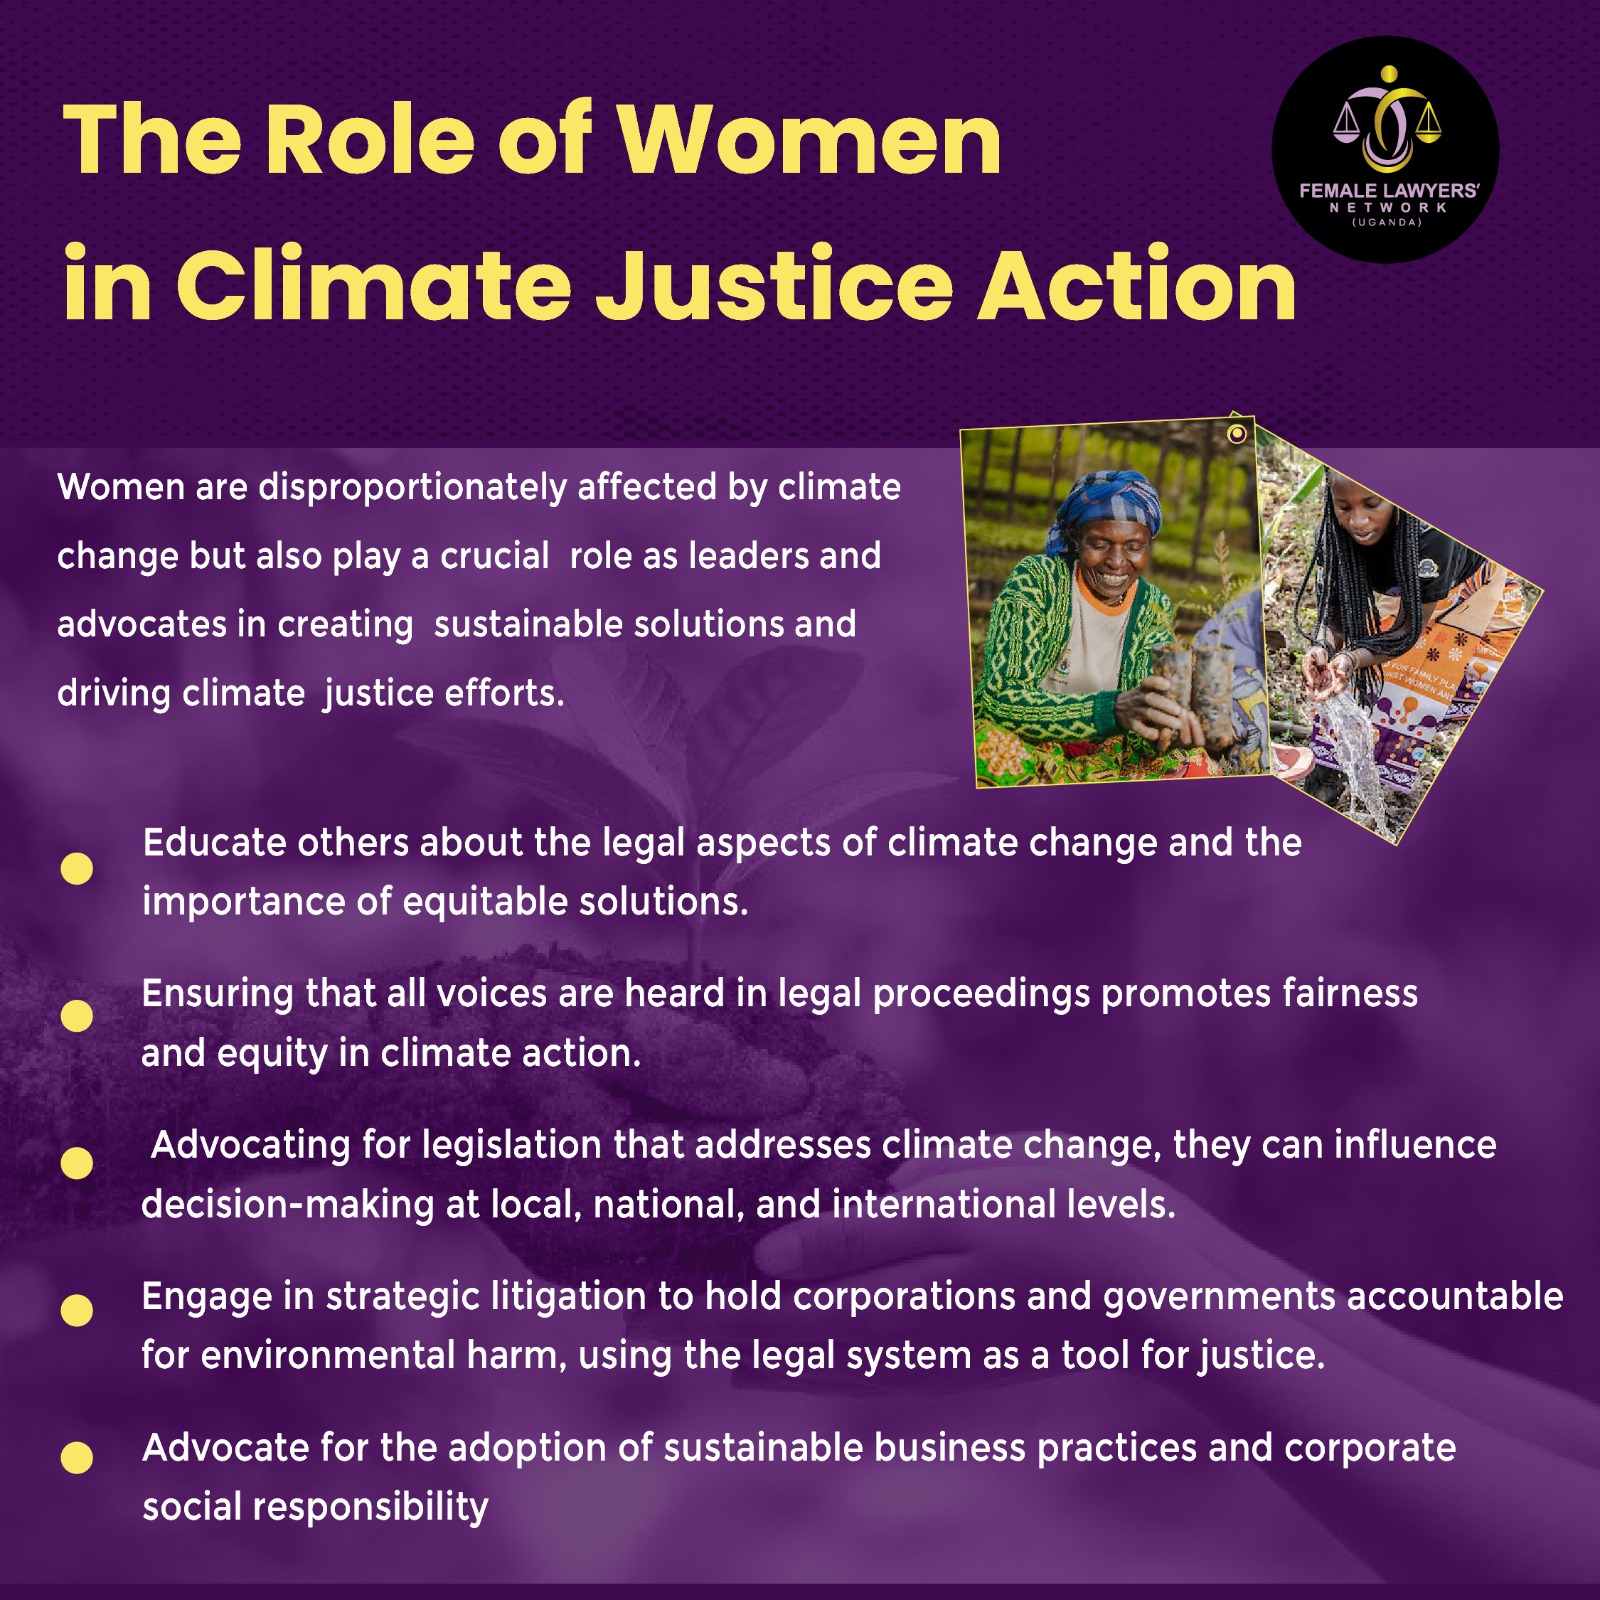 The Role of Women
in Climate Justice Action
FEMALE LAWYERS'
NETWORK
(UGANDA)
Women are disproportionately affected by climate
change but also play a crucial role as leaders and
advocates in creating sustainable solutions and
driving climate justice efforts.
FOR FAMILY PLA
WOMEN AN
Educate others about the legal aspects of climate change and the
importance of equitable solutions.
Ensuring that all voices are heard in legal proceedings promotes fairness
and equity in climate action.
Advocating for legislation that addresses climate change, they can influence
decision-making at local, national, and international levels.
Engage in strategic litigation to hold corporations and governments accountable
for environmental harm, using the legal system as a tool for justice.
Advocate for the adoption of sustainable business practices and corporate
social responsibility